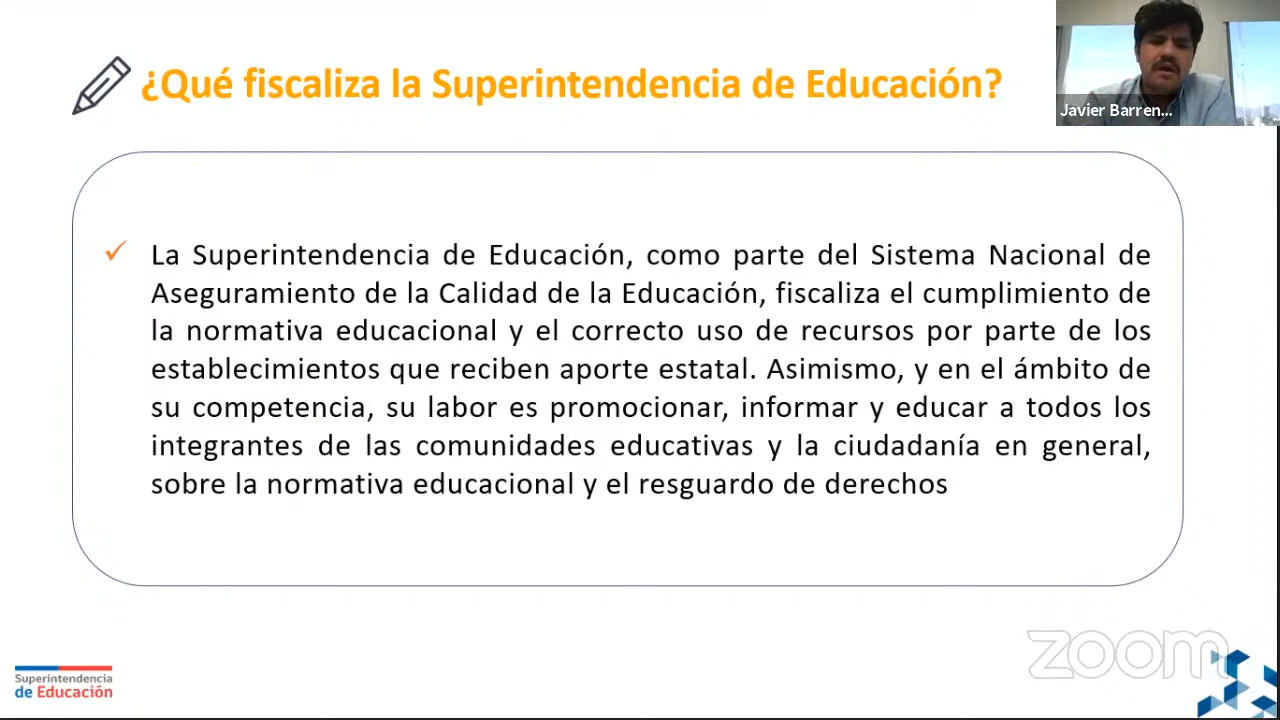 ¿Qué fiscaliza la Superintendencia de Educación?
Javier Barren...
La Superintendencia de Educación, como parte del Sistema Nacional de
Aseguramiento de la Calidad de la Educación, fiscaliza el cumplimiento de
la normativa educacional y el correcto uso de recursos por parte de los
establecimientos que reciben aporte estatal. Asimismo, y en el ámbito de
su competencia, su labor es promocionar, informar y educar a todos los
integrantes de las comunidades educativas y la ciudadanía en general,
sobre la normativa educacional y el resguardo de derechos
zoom
Superintendencia
de Educación